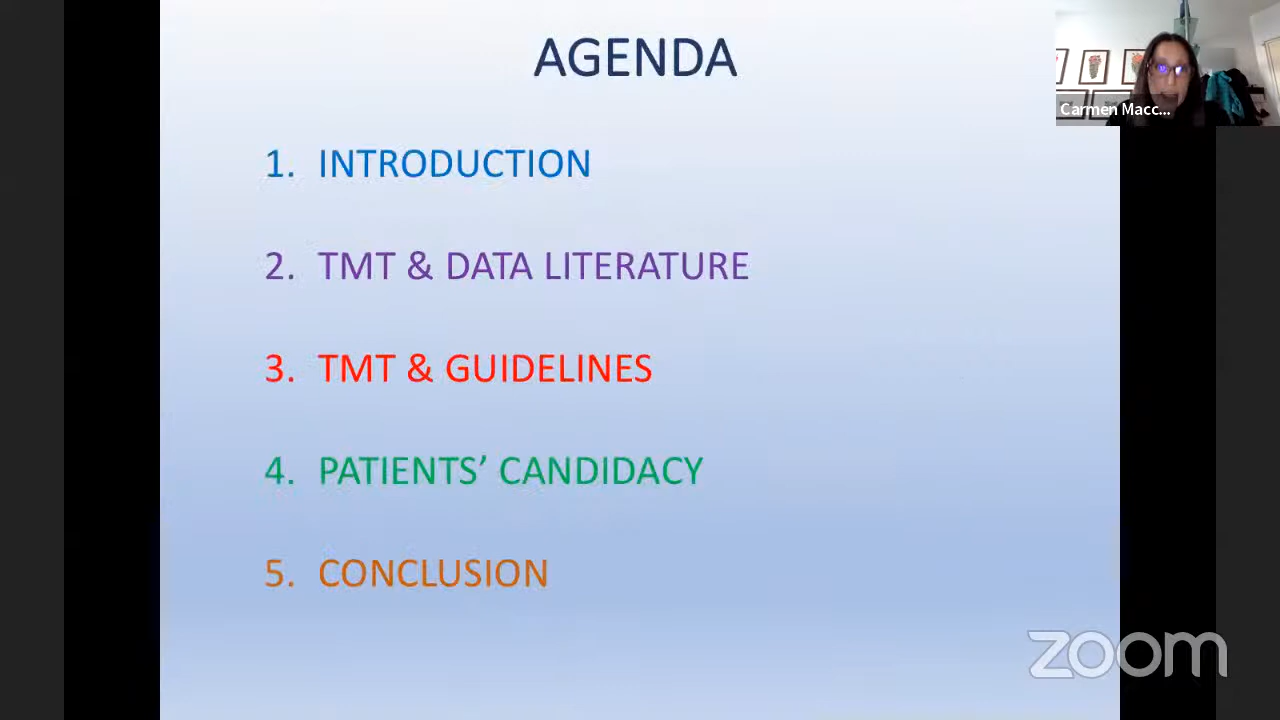 AGENDA
Carmen Macc...
1. INTRODUCTION
2. TMT & DATA LITERATURE
3. TMT & GUIDELINES
4. PATIENTS’ CANDIDACY
5. CONCLUSION
zoom